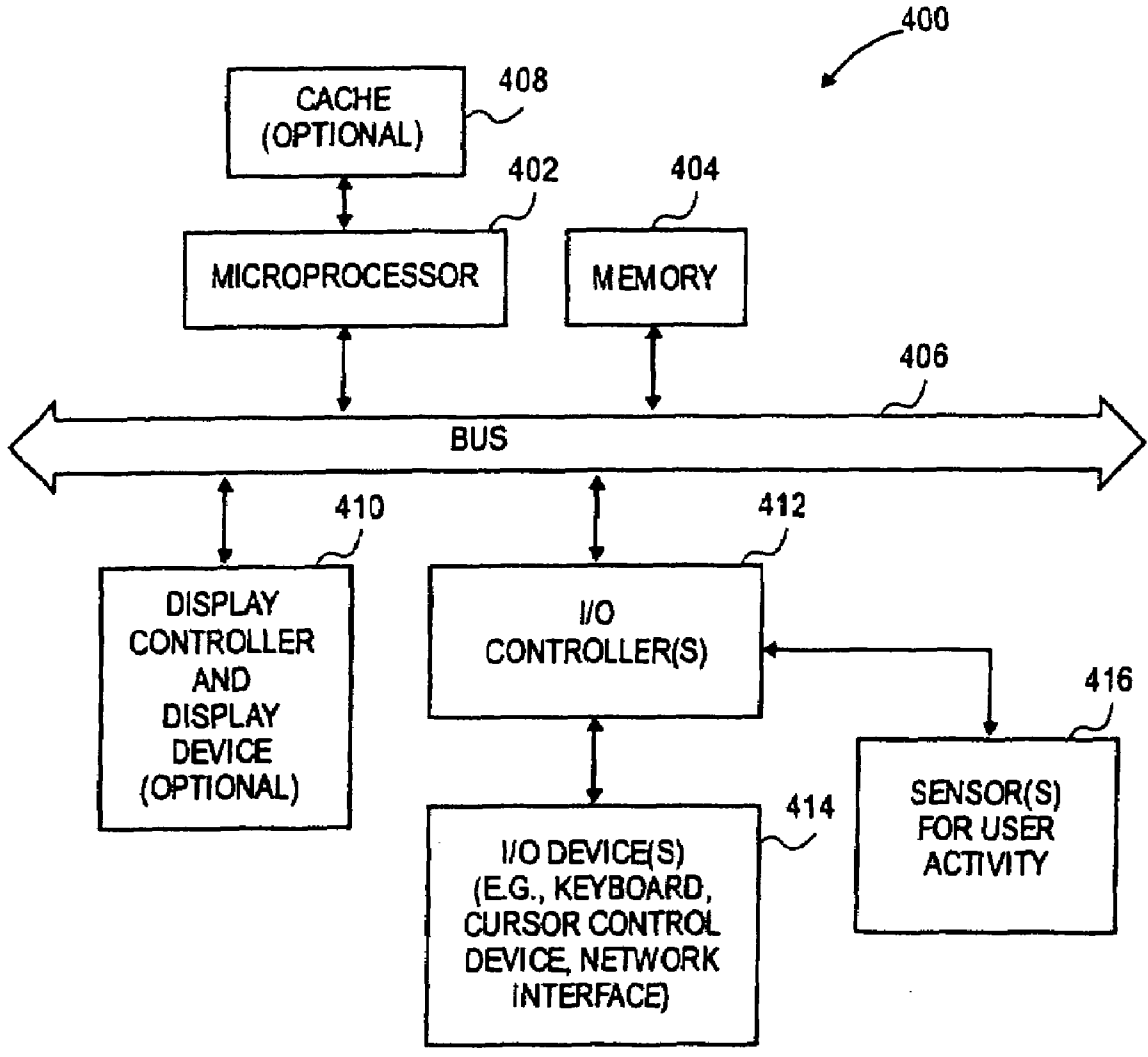 400
CACHE
(OPTIONAL)
408
402
404
MICROPROCESSOR
MEMORY
406
BUS
410
412
DISPLAY
CONTROLLER
AND
DISPLAY
DEVICE
(OPTIONAL)
I/O
CONTROLLER(S)
416
SENSOR(S)
FOR USER
ACTIVITY
414
I/O DEVICE(S)
(E.G., KEYBOARD,
CURSOR CONTROL
DEVICE, NETWORK
INTERFACE)